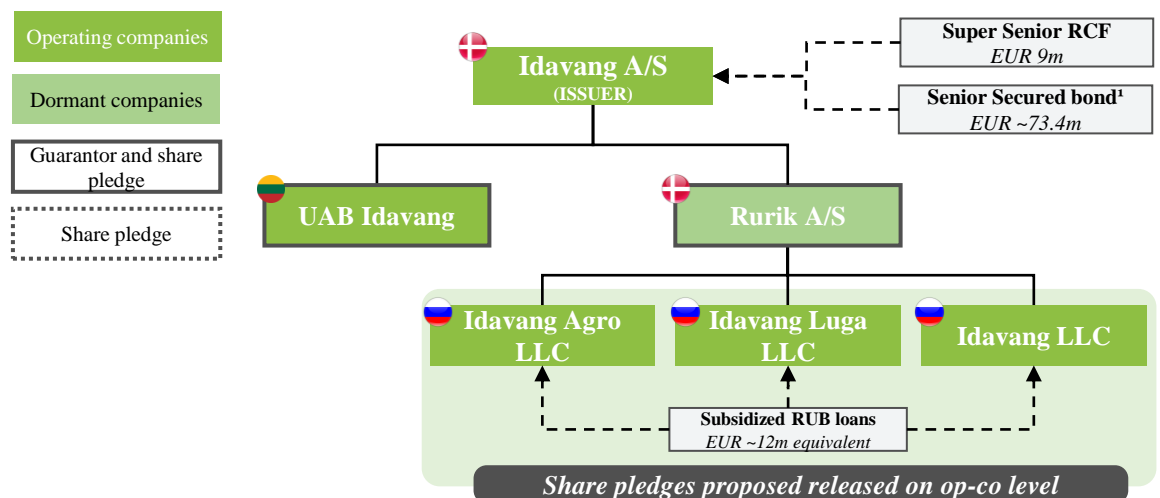 Operating companies
Dormant companies
Guarantor and share
pledge
Share pledge
Idavang A/S
(ISSUER)
Super Senior RCF
EUR 9m
Senior Secured bond¹
EUR ~73.4m
UAB Idavang
Rurik A/S
Idavang Agro
LLC
Idavang Luga
LLC
Idavang LLC
Subsidized RUB loans
EUR ~12m equivalent
Share pledges proposed released on op-co level